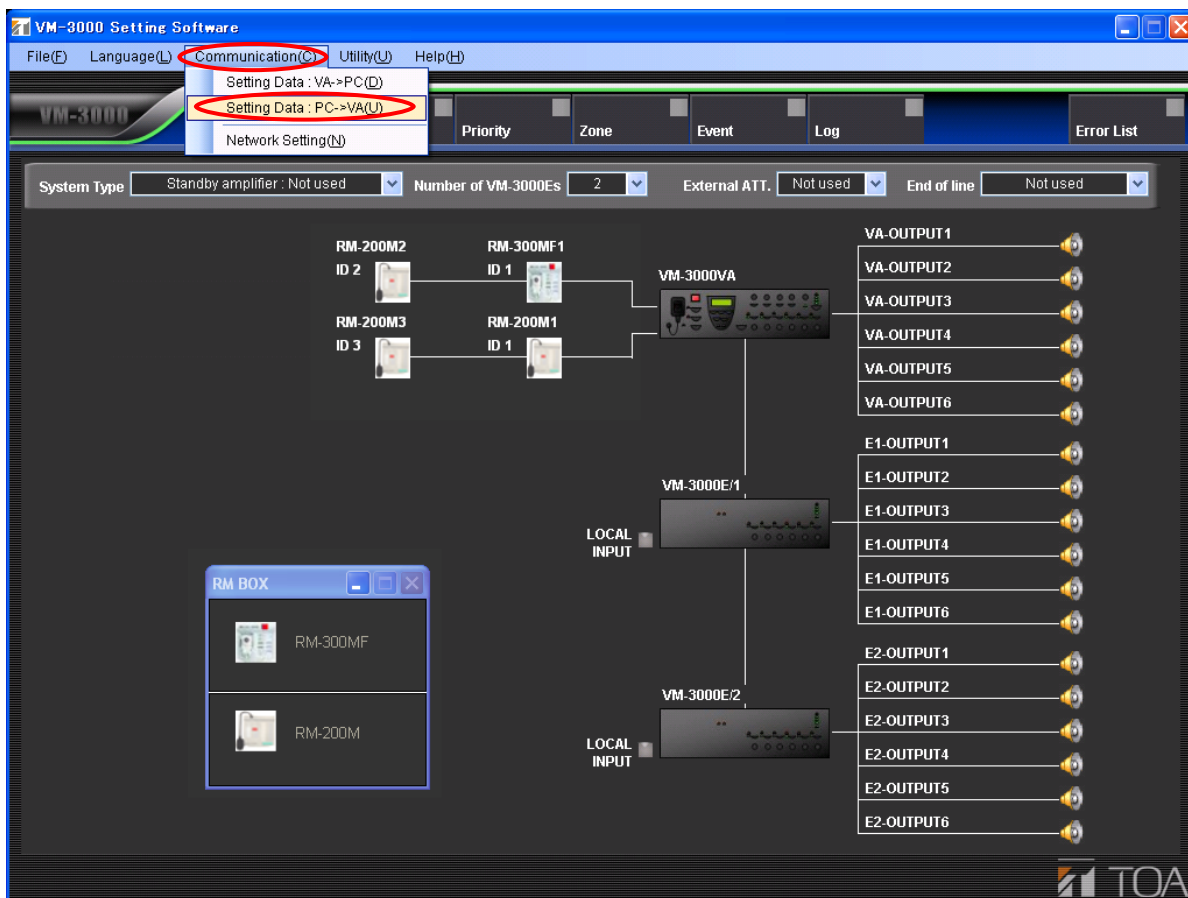 VM-3000 Setting Software
File(F) Language(L) Communication(C) Utility(U) Help(H)
Setting Data : VA->PC(D)
Setting Data : PC->VA(U)
Network Setting(N)
VM-3000
Priority Zone Event Log Error List
System Type Standby amplifier : Not used Number of VM-3000Es 2 External ATT. Not used End of line Not used
RM-200M2
ID 2
RM-300MF1
ID 1
RM-200M3
ID 3
RM-200M1
ID 1
VM-3000VA
VA-OUTPUT1
VA-OUTPUT2
VA-OUTPUT3
VA-OUTPUT4
VA-OUTPUT5
VA-OUTPUT6
VM-3000E/1
LOCAL
INPUT
E1-OUTPUT1
E1-OUTPUT2
E1-OUTPUT3
E1-OUTPUT4
E1-OUTPUT5
E1-OUTPUT6
RM BOX
RM-300MF
RM-200M
VM-3000E/2
LOCAL
INPUT
E2-OUTPUT1
E2-OUTPUT2
E2-OUTPUT3
E2-OUTPUT4
E2-OUTPUT5
E2-OUTPUT6
TOA